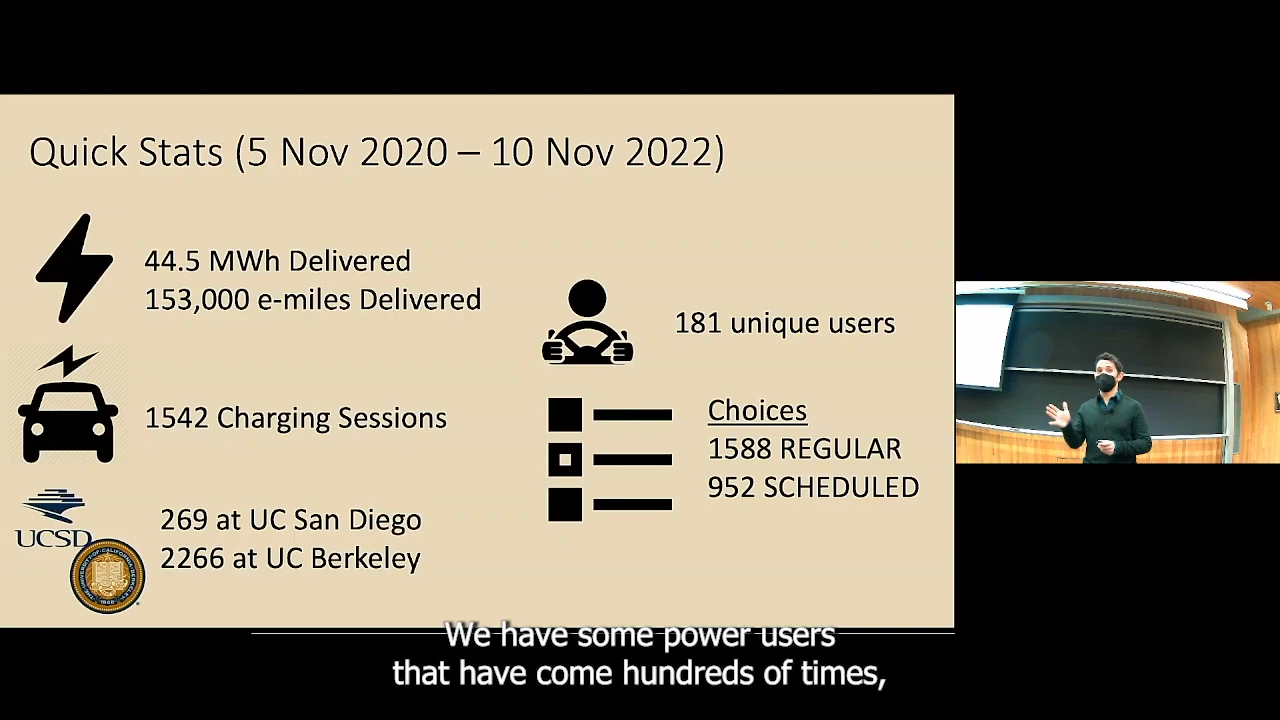 Quick Stats (5 Nov 2020 – 10 Nov 2022)
44.5 MWh Delivered
153,000 e-miles Delivered
1542 Charging Sessions
UCSD
269 at UC San Diego
2266 at UC Berkeley
181 unique users
Choices
1588 REGULAR
952 SCHEDULED
We have some power users
that have come hundreds of times,